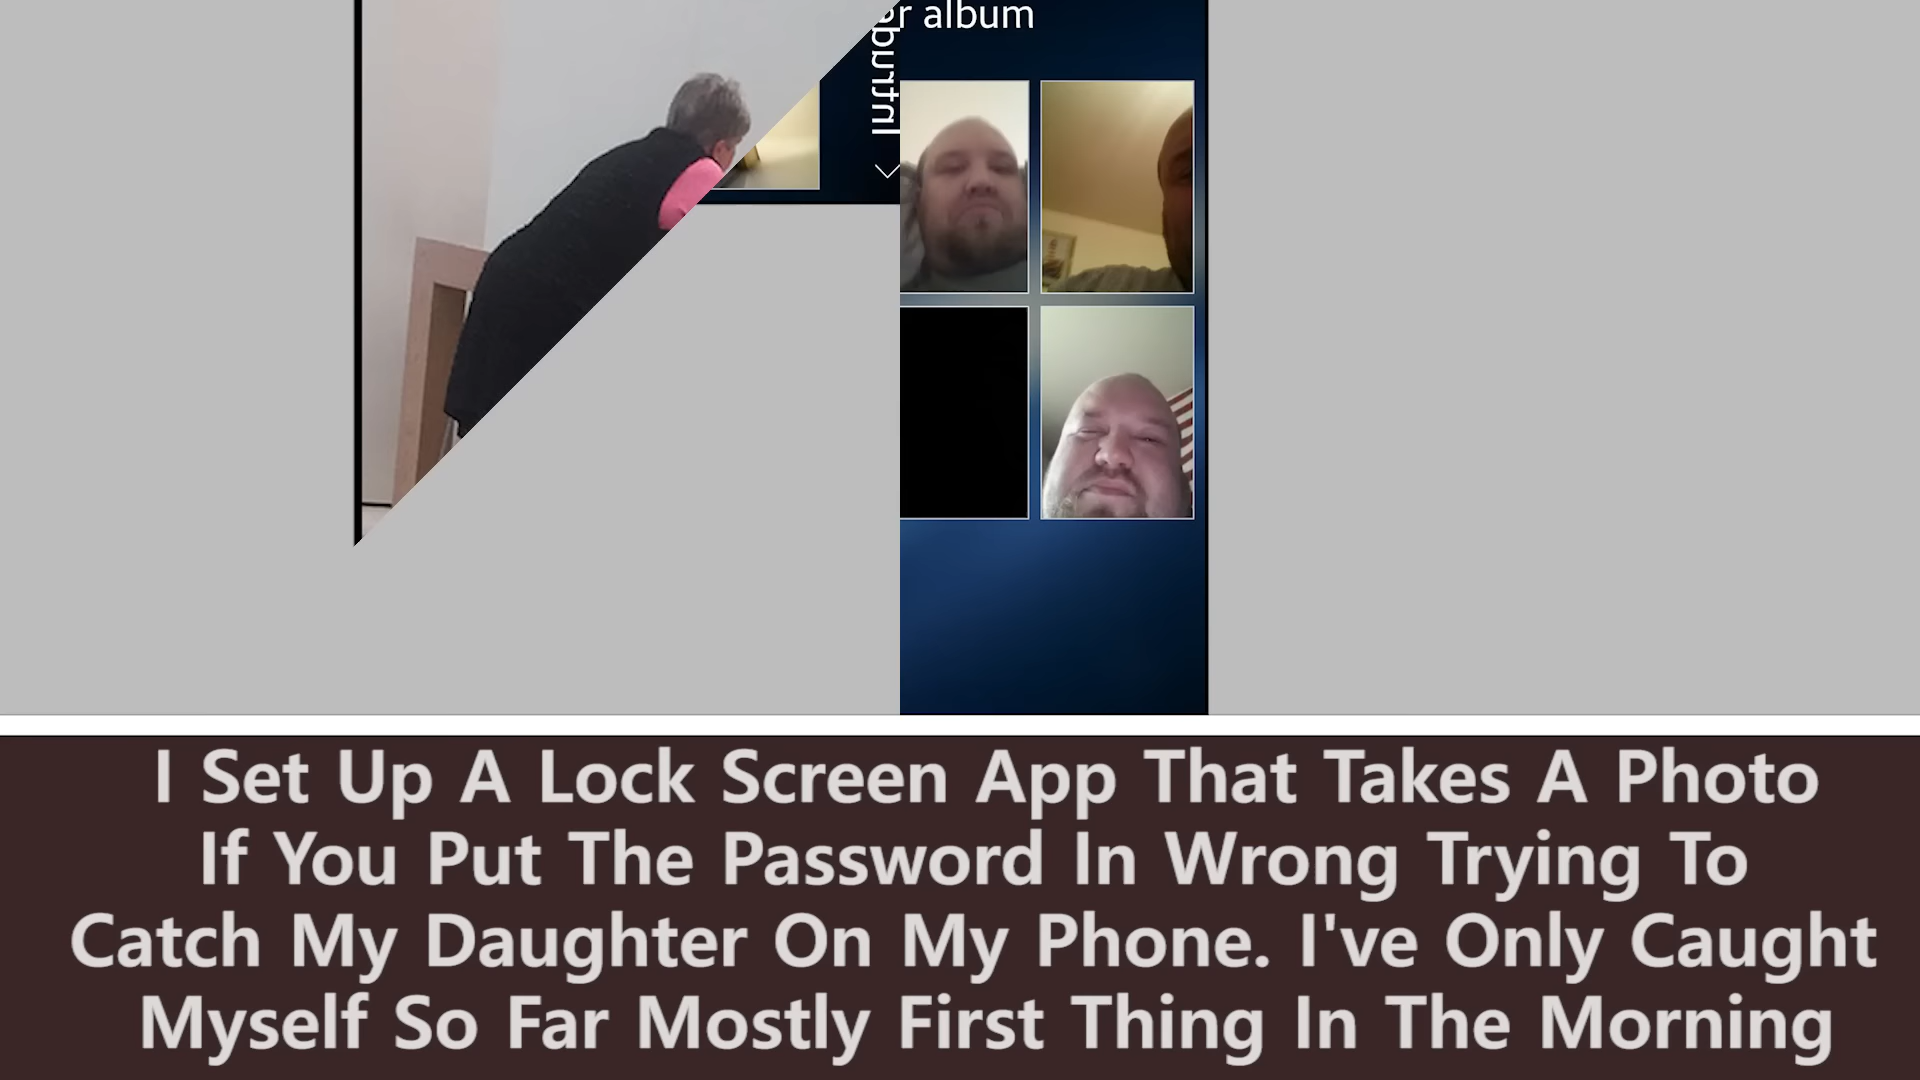 r album
I Set Up A Lock Screen App That Takes A Photo
If You Put The Password In Wrong Trying To
Catch My Daughter On My Phone. I've Only Caught
Myself So Far Mostly First Thing In The Morning